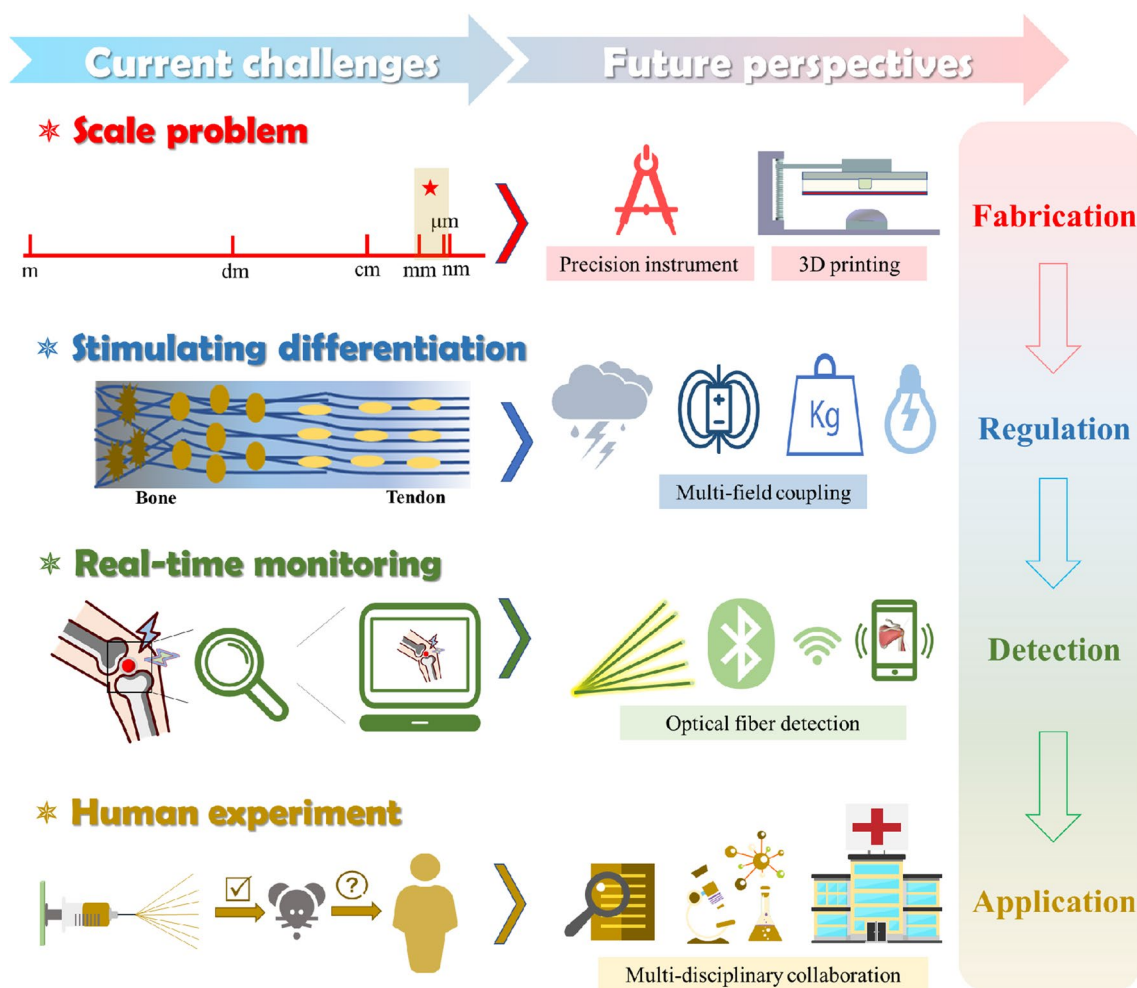 Current challenges
Future perspectives
Scale problem
μm
m
dm
cm
mm
nm
Precision instrument
3D printing
Fabrication
Stimulating differentiation
Bone
Tendon
Kg
Multi-field coupling
Regulation
Real-time monitoring
Optical fiber detection
Detection
Human experiment
?
Multi-disciplinary collaboration
Application